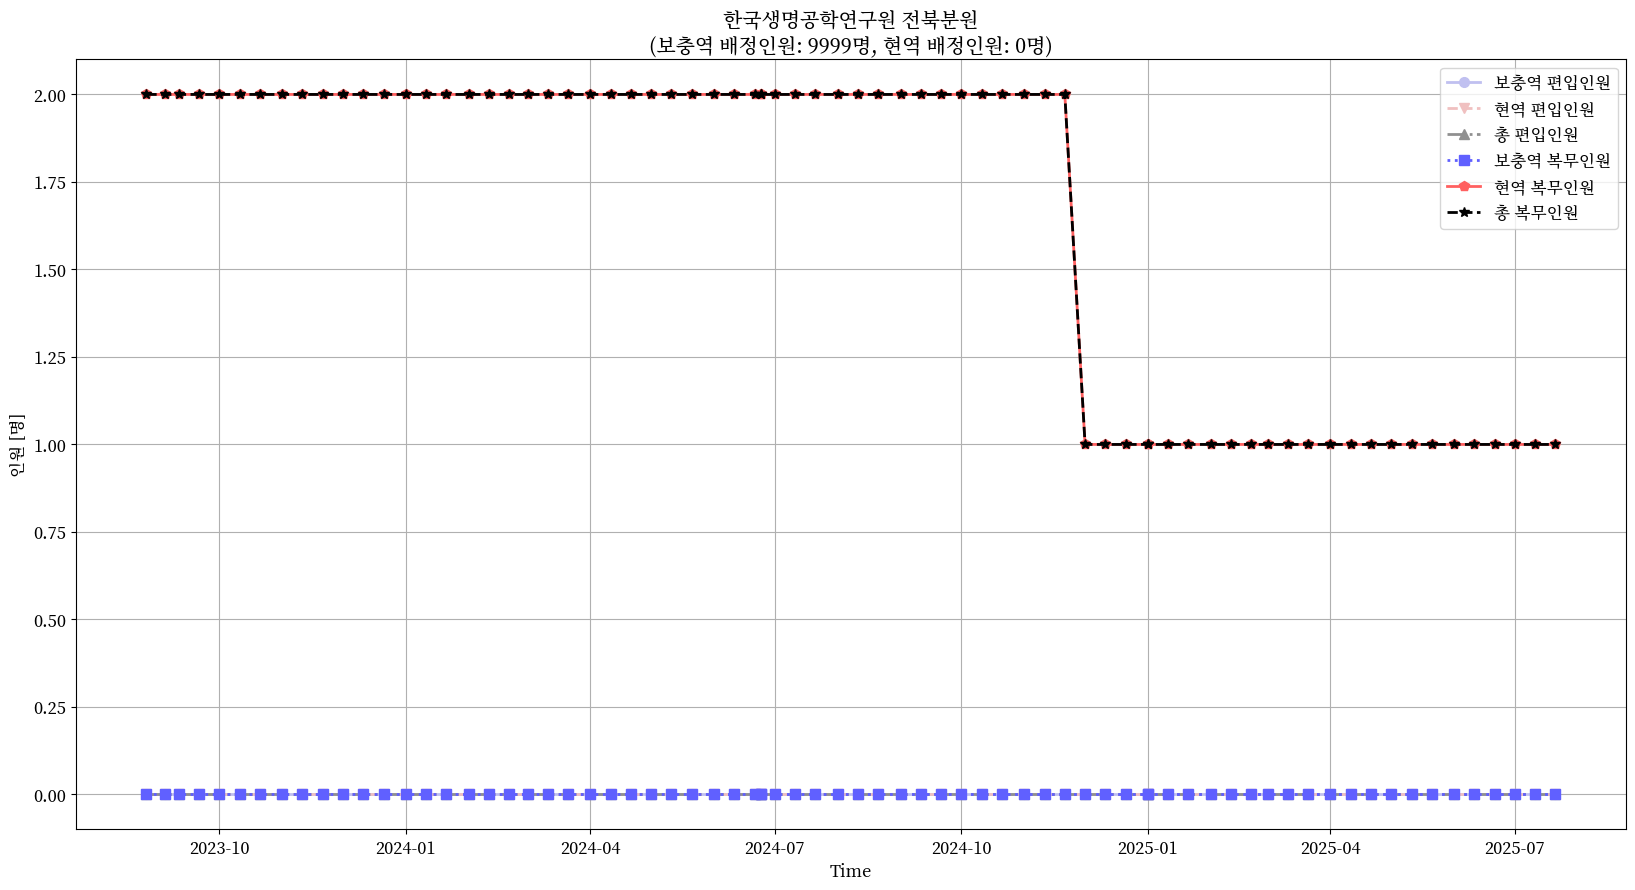 한국생명공학연구원 전북분원
(보충역 배정인원: 9999명, 현역 배정인원: 0명)
보충역 편입인원
현역 편입인원
총 편입인원
보충역 복무인원
현역 복무인원
총 복무인원
인원 [명]
2.00
1.75
1.50
1.25
1.00
0.75
0.50
0.25
0.00
2023-10
2024-01
2024-04
2024-07
2024-10
2025-01
2025-04
2025-07
Time